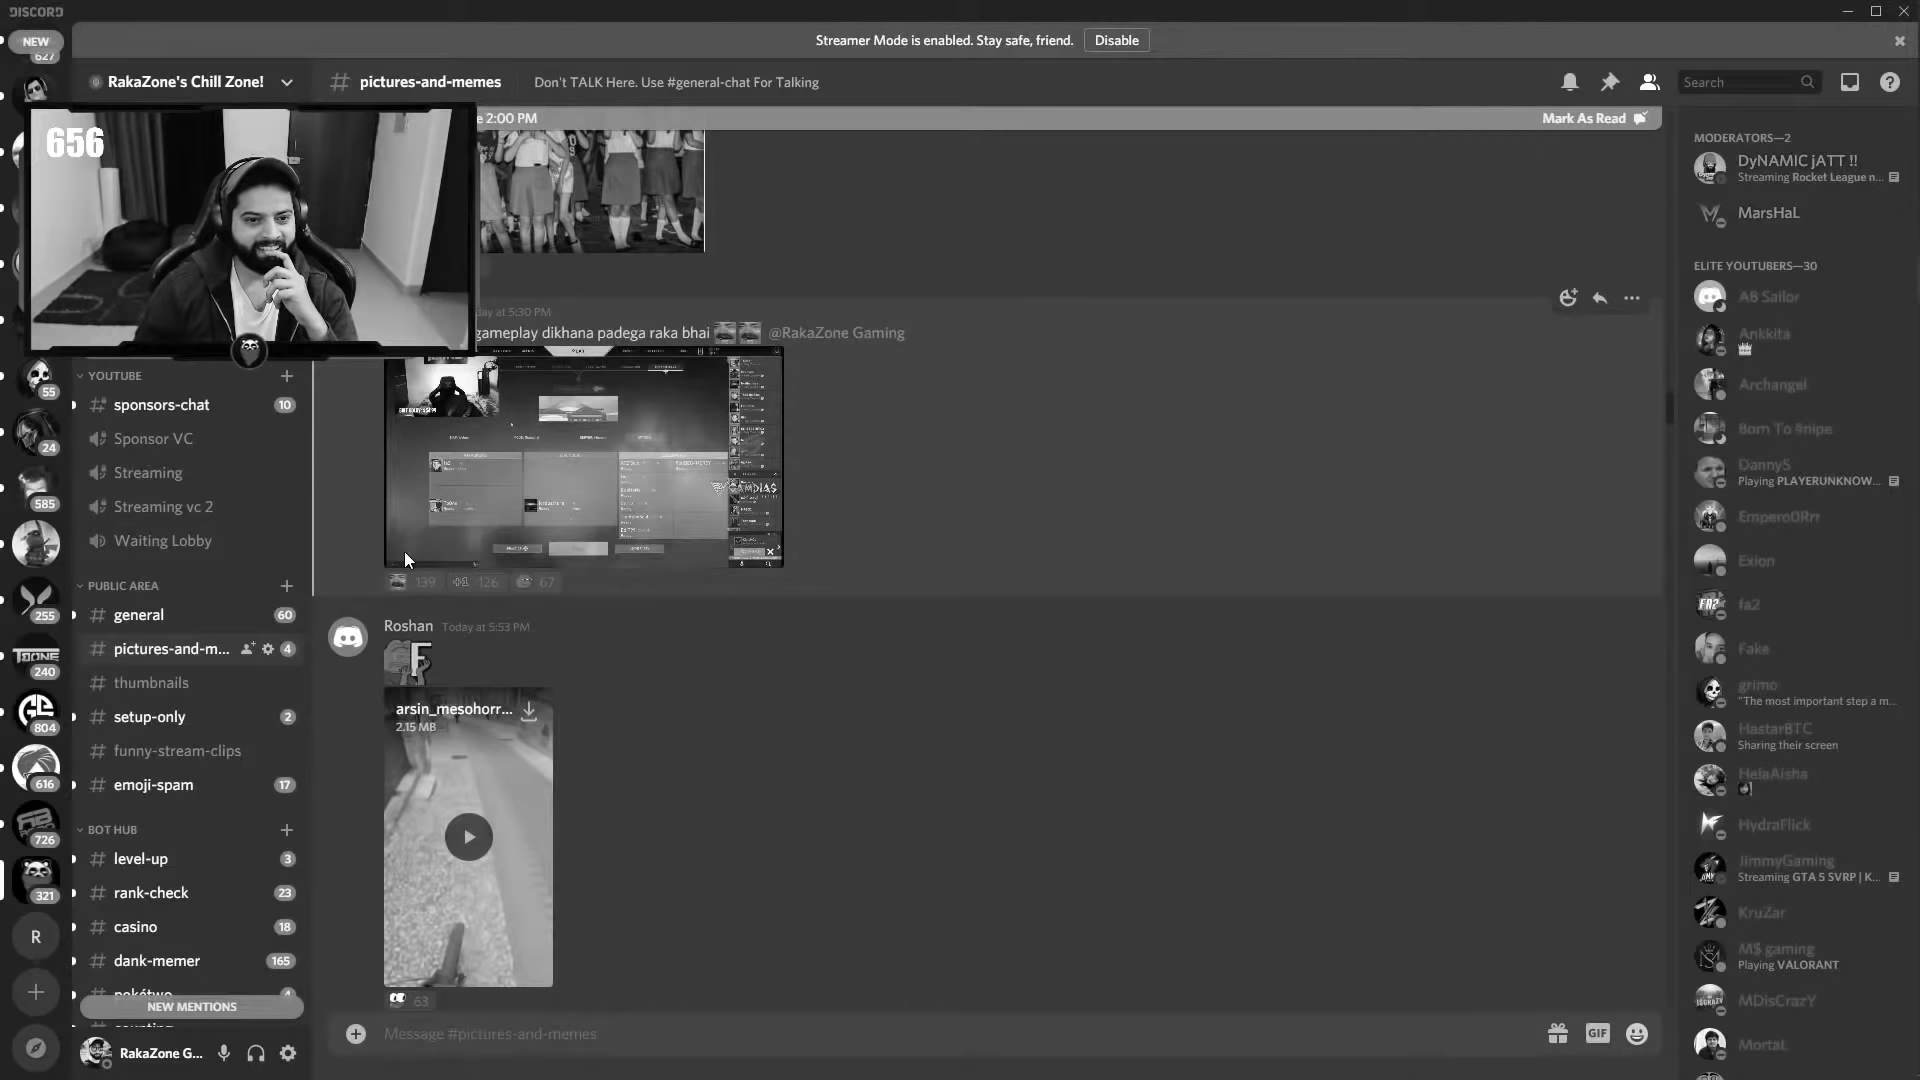 DISCORD
Streamer Mode is enabled. Stay safe, friend.
Disable
NEW
627
RakaZone's Chill Zone!
pictures-and-memes
Don't TALK Here. Use #general-chat For Talking
Search
2:00 PM
Mark As Read
656
at 5:30 PM
gameplay dikhana padega raka bhai @RakaZone Gaming
139
126
67
Roshan Today at 5:53 PM
F
arsin_mesohorr...
2.15 MB
63
Message #pictures-and-memes
GIF
55
24
585
255
240
804
616
726
321
R
YOUTUBE
sponsors-chat 10
Sponsor VC
Streaming
Streaming vc 2
Waiting Lobby
PUBLIC AREA
general 60
pictures-and-m... 4
thumbnails
setup-only 2
funny-stream-clips
emoji-spam 17
BOT HUB
level-up 3
rank-check 23
casino 18
dank-memer 165
NEW MENTIONS
RakaZone G...
MODERATORS—2
DyNAMIC jATT !!
Streaming Rocket League n...
MarsHaL
ELITE YOUTUBERS—30
A8 Sailor
Ankkita
Archangel
Born To $nipe
DannyS
Playing PLAYERUNKNOW...
Emper0Rrr
Exion
fa2
Fake
grimo
"The most important step a m...
HastarBTC
Sharing their screen
HelaAisha
HydraFlick
JimmyGaming
Streaming GTA 5 SVRP | K...
KruZar
M$ gaming
Playing VALORANT
MDisCrazY
MortaL